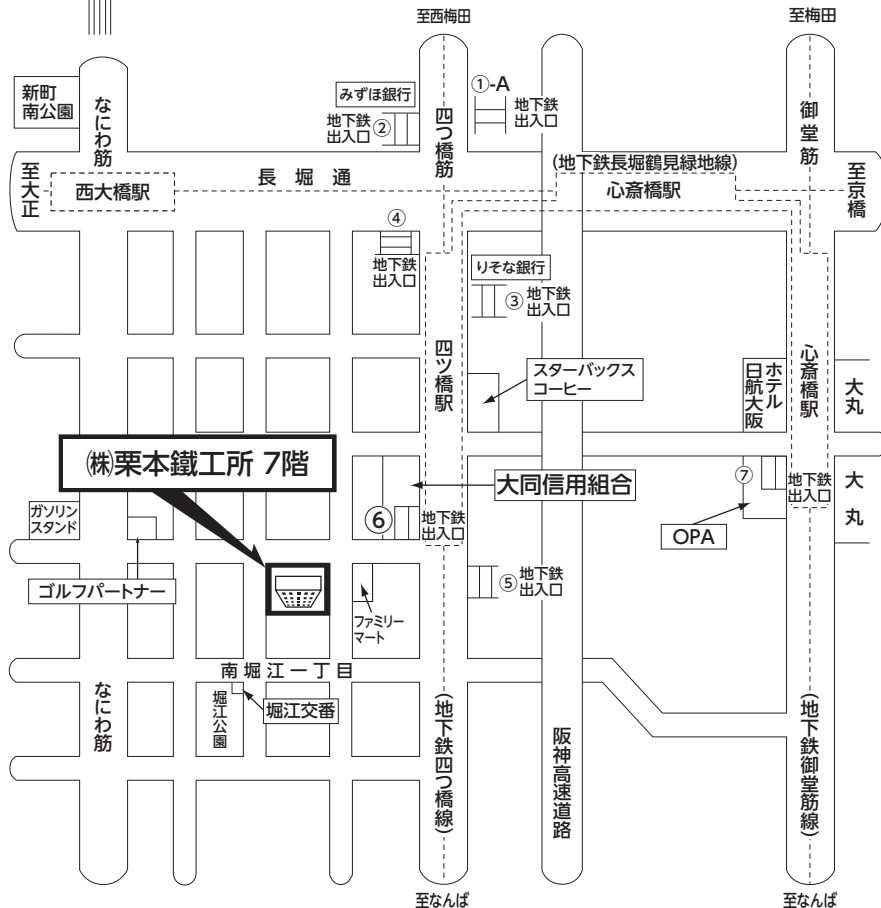 至西梅田
至梅田
新町
南公園
なにわ筋
みずほ銀行
地下鉄
出入口
②
四つ橋筋
①-A
地下鉄
出入口
御堂筋
至大正
西大橋駅
長堀通
(地下鉄長堀鶴見緑地線)
心斎橋駅
至京橋
④
地下鉄
出入口
りそな銀行
③
地下鉄
出入口
四ツ橋駅
スターバックス
コーヒー
ホテル
日航大阪
心斎橋駅
大丸
㈱栗本鐵工所 7階
大同信用組合
ガソリン
スタンド
⑥
地下鉄
出入口
⑦
地下鉄
出入口
大丸
OPA
ゴルフパートナー
ファミリー
マート
⑤
地下鉄
出入口
南堀江一丁目
堀江公園
堀江交番
なにわ筋
(地下鉄四つ橋線)
阪神高速道路
(地下鉄御堂筋線)
至なんば
至なんば